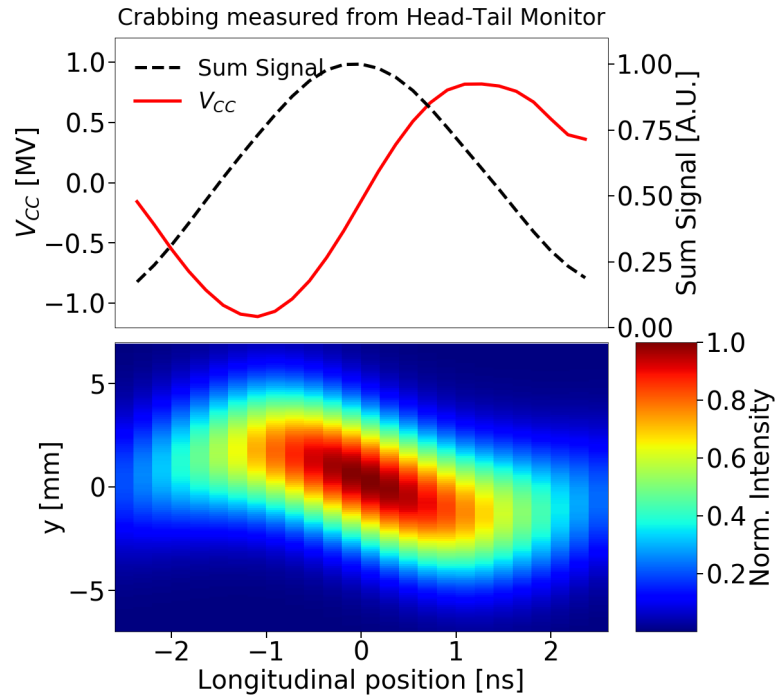 Crabbing measured from Head-Tail Monitor
Sum Signal
V_CC
1.0
0.5
0.0
−0.5
−1.0
V_CC [MV]
1.00
0.75
0.50
0.25
0.00
Sum Signal [A.U.]
5
0
−5
y [mm]
−2 −1 0 1 2
Longitudinal position [ns]
1.0
0.8
0.6
0.4
0.2
Norm. Intensity